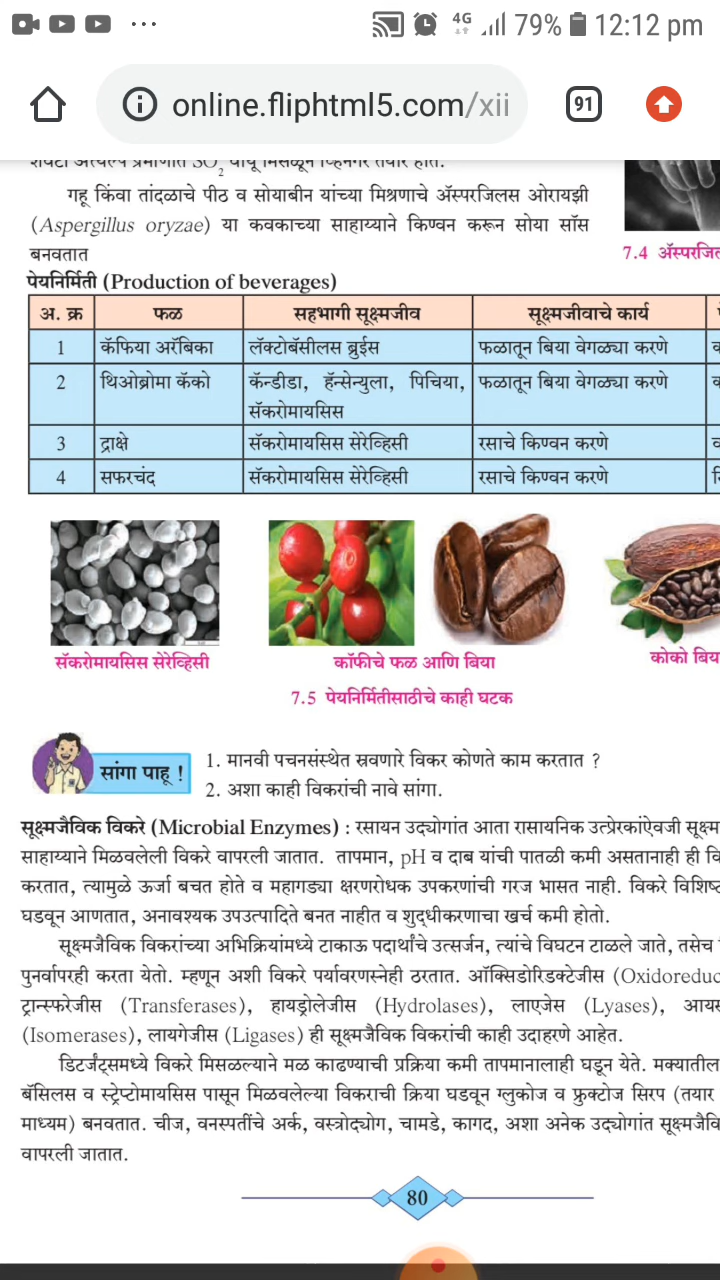 79% 12:12 pm
4G
online.fliphtml5.com/xii
91
SO2
गहू किंवा तांदळाचे पीठ व सोयाबीन यांच्या मिश्रणाचे ॲस्परजिलस ओरायझी
(Aspergillus oryzae) या कवकाच्या साहाय्याने किण्वन करून सोया सॉस
बनवतात
7.4
पेयनिर्मिती (Production of beverages)
अ. क्र फळ सहभागी सूक्ष्मजीव सूक्ष्मजीवाचे कार्य
1 कॅफिया अरॅबिका लॅक्टोबॅसीलस ब्रुईस फळातून बिया वेगळ्या करणे
2 थिओब्रोमा कॅको कॅन्डीडा, हॅन्सेन्युला, पिचिया, फळातून बिया वेगळ्या करणे
सॅकरोमायसिस
3 द्राक्षे सॅकरोमायसिस सेरेव्हिसी रसाचे किण्वन करणे
4 सफरचंद सॅकरोमायसिस सेरेव्हिसी रसाचे किण्वन करणे
सॅकरोमायसिस सेरेव्हिसी कॉफीचे फळ आणि बिया कोको
7.5 पेयनिर्मितीसाठीचे काही घटक
सांगा पाहू !
1. मानवी पचनसंस्थेत स्रवणारे विकर कोणते काम करतात ?
2. अशा काही विकरांची नावे सांगा.
सूक्ष्मजैविक विकरे (Microbial Enzymes) : रसायन उद्योगांत आता रासायनिक उत्प्रेरकांऐवजी
साहाय्याने मिळवलेली विकरे वापरली जातात. तापमान, pH व दाब यांची पातळी कमी असतानाही ही
करतात, त्यामुळे ऊर्जा बचत होते व महागड्या क्षरणरोधक उपकरणांची गरज भासत नाही. विकरे
घडवून आणतात, अनावश्यक उपउत्पादिते बनत नाहीत व शुद्धीकरणाचा खर्च कमी होतो.
सूक्ष्मजैविक विकरांच्या अभिक्रियांमध्ये टाकाऊ पदार्थांचे उत्सर्जन, त्यांचे विघटन टाळले जाते, तसेच
पुनर्वापरही करता येतो. म्हणून अशी विकरे पर्यावरणस्नेही ठरतात. ऑक्सिडोरिडक्टेजीस (Oxidoreduc
ट्रान्स्फरेजीस (Transferases), हायड्रोलेजीस (Hydrolases), लाएजेस (Lyases),
(Isomerases), लायगेजीस (Ligases) ही सूक्ष्मजैविक विकरांची काही उदाहरणे आहेत.
डिटर्जंट्समध्ये विकरे मिसळल्याने मळ काढण्याची प्रक्रिया कमी तापमानालाही घडून येते. मक्यातील
बॅसिलस व स्ट्रेप्टोमायसिस पासून मिळवलेल्या विकराची क्रिया घडवून ग्लुकोज व फ्रुक्टोज सिरप (तयार
माध्यम) बनवतात. चीज, वनस्पतींचे अर्क, वस्त्रोद्योग, चामडे, कागद, अशा अनेक उद्योगांत
वापरली जातात.
80